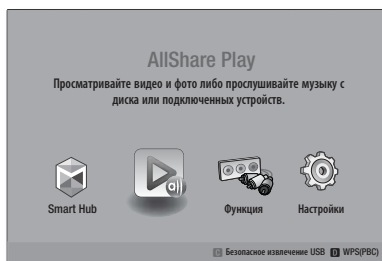 AllShare Play
Просматривайте видео и фото либо прослушивайте музыку с
диска или подключенных устройств.
Smart Hub
Функция
Настройки
C Безопасное извлечение USB D WPS(PBC)